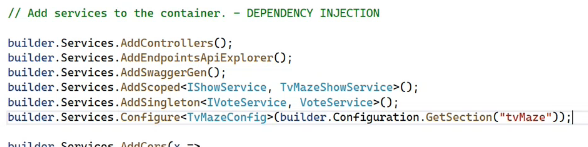 // Add services to the container. - DEPENDENCY INJECTION
builder.Services.AddControllers();
builder.Services.AddEndpointsApiExplorer();
builder.Services.AddSwaggerGen();
builder.Services.AddScoped<IShowService, TvMazeShowService>();
builder.Services.AddSingleton<IVoteService, VoteService>();
builder.Services.Configure<TvMazeConfig>(builder.Configuration.GetSection("tvMaze"));
builder.Services.AddCors(x =>